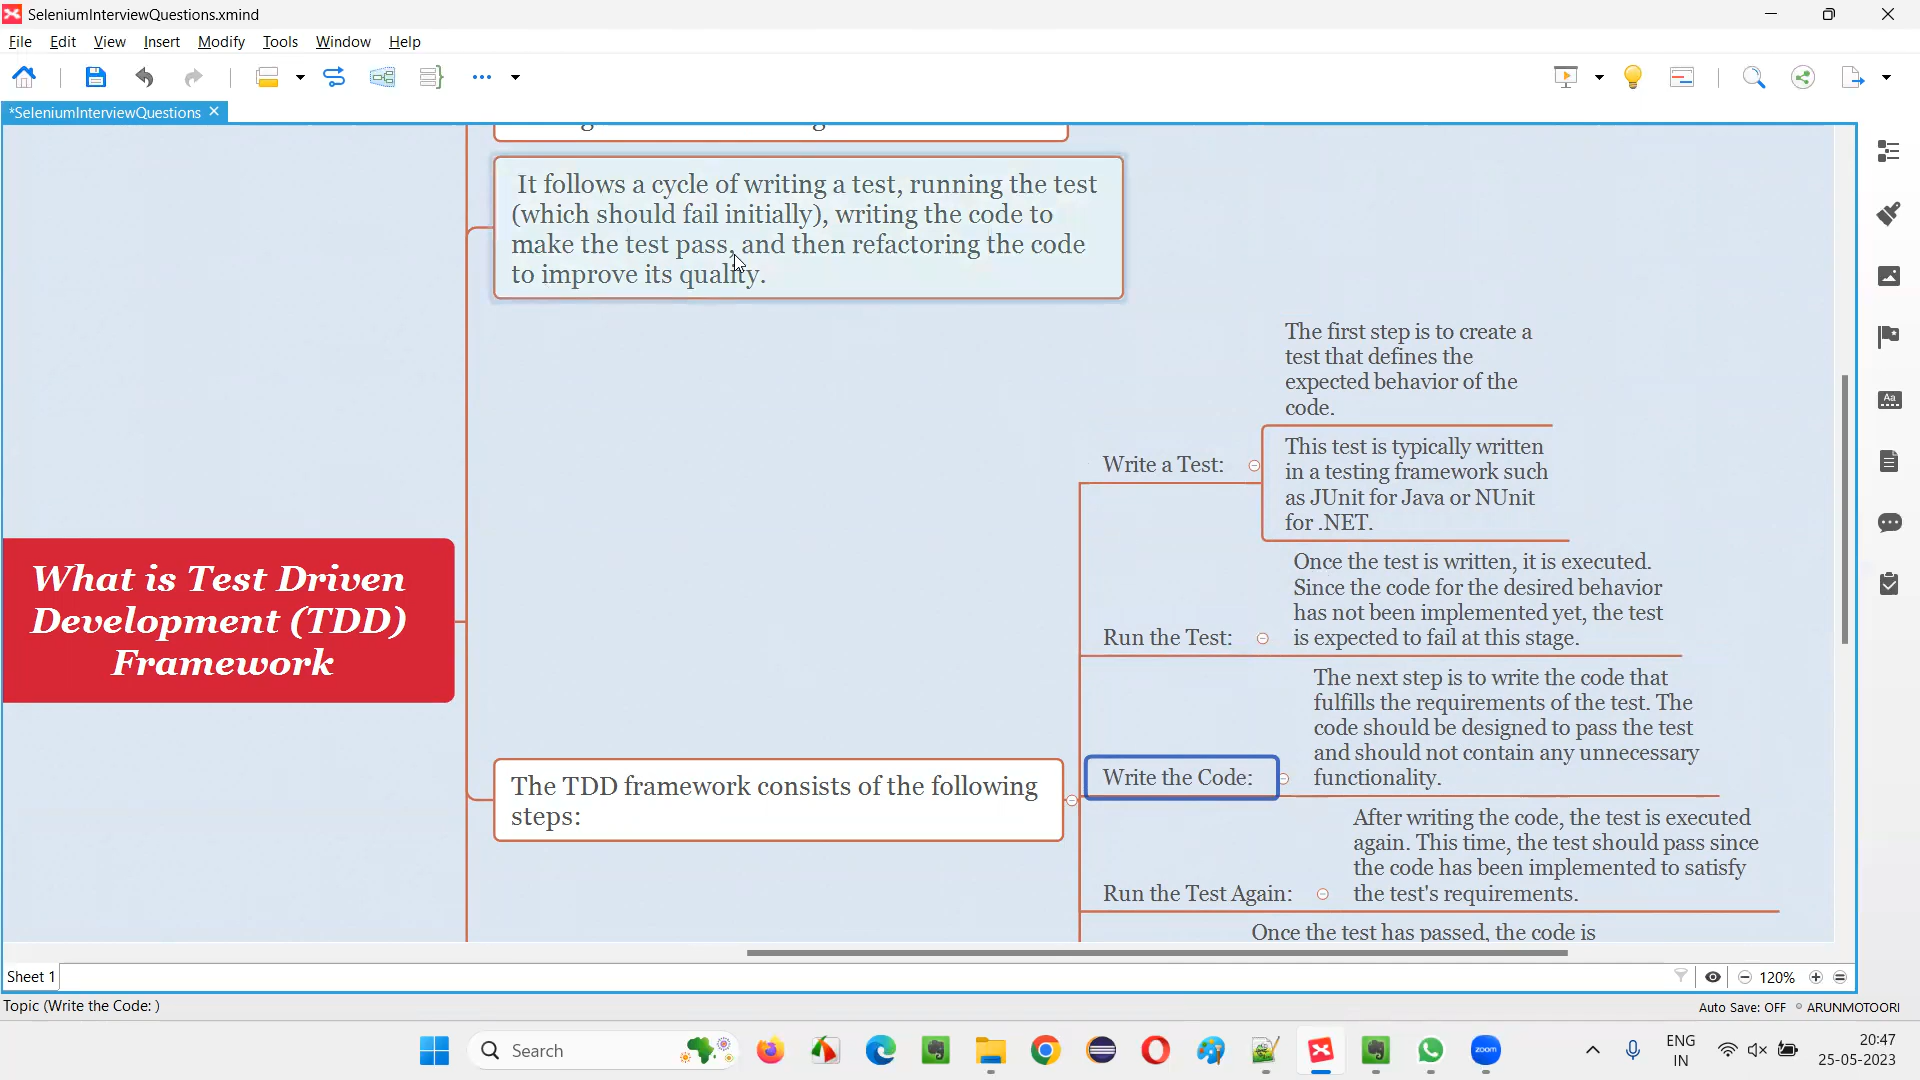 SeleniumInterviewQuestions.xmind
File Edit View Insert Modify Tools Window Help
*SeleniumInterviewQuestions
It follows a cycle of writing a test, running the test
(which should fail initially), writing the code to
make the test pass, and then refactoring the code
to improve its quality.
What is Test Driven
Development (TDD)
Framework
The TDD framework consists of the following
steps:
Write a Test:
The first step is to create a
test that defines the
expected behavior of the
code.
This test is typically written
in a testing framework such
as JUnit for Java or NUnit
for .NET.
Run the Test:
Once the test is written, it is executed.
Since the code for the desired behavior
has not been implemented yet, the test
is expected to fail at this stage.
Write the Code:
The next step is to write the code that
fulfills the requirements of the test. The
code should be designed to pass the test
and should not contain any unnecessary
functionality.
Run the Test Again:
After writing the code, the test is executed
again. This time, the test should pass since
the code has been implemented to satisfy
the test's requirements.
Once the test has passed, the code is
Sheet 1
120%
Topic (Write the Code: )
Auto Save: OFF
ARUNMOTOORI
Search
zoom
ENG
IN
20:47
25-05-2023